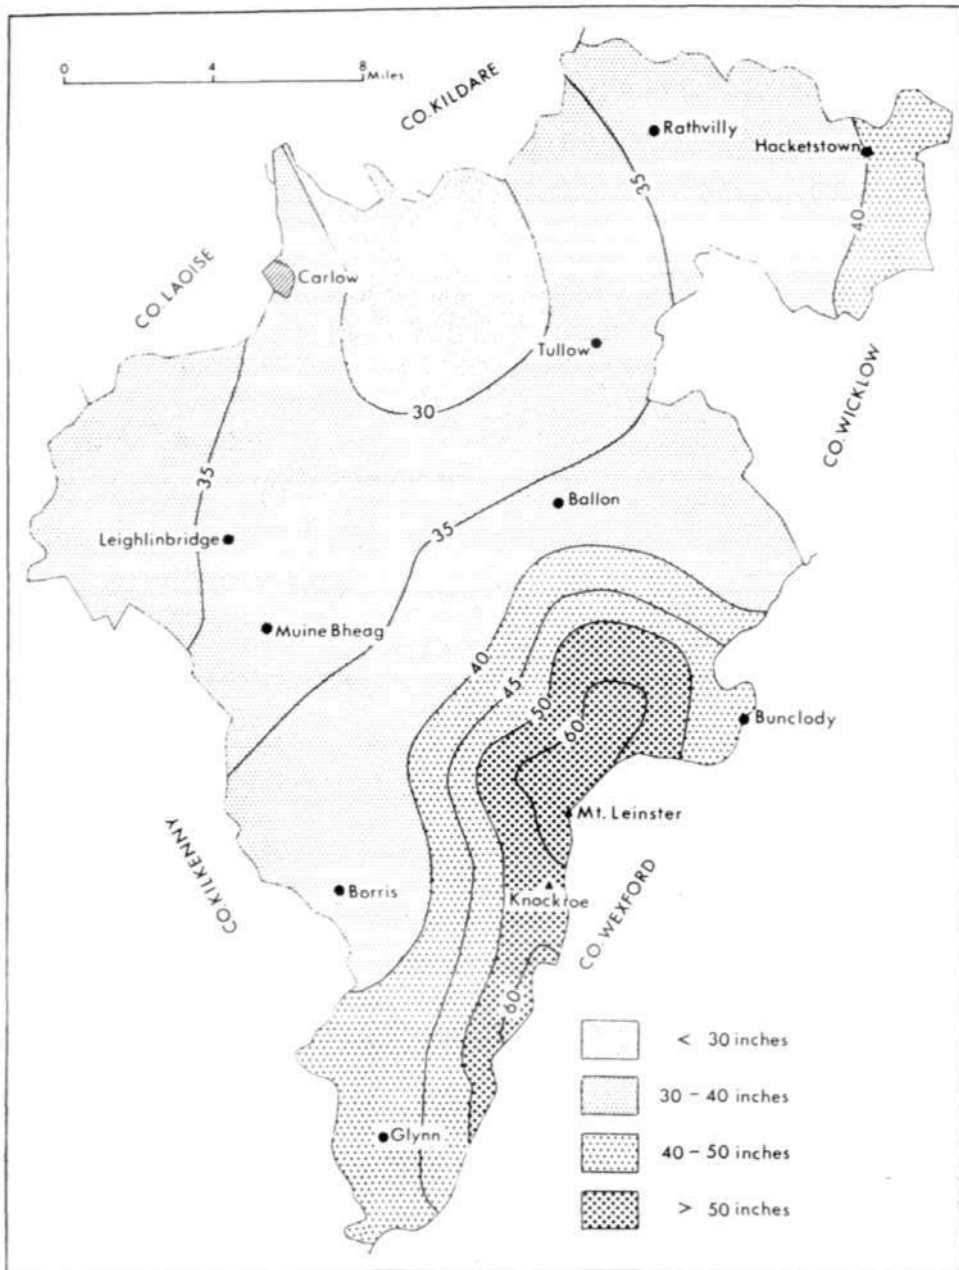 0 4 8 Miles
CO. KILDARE
Rathvilly
Hacketstown
35
40
CO. LAOISE
Carlow
Tullow
30
CO. WICKLOW
35
Ballon
35
Leighlinbridge
Muine Bheag
40
45
50
60
Bunclody
Mt. Leinster
CO. KILKENNY
Borris
Knockroe
CO. WEXFORD
60
< 30 inches
30 - 40 inches
40 - 50 inches
> 50 inches
Glynn